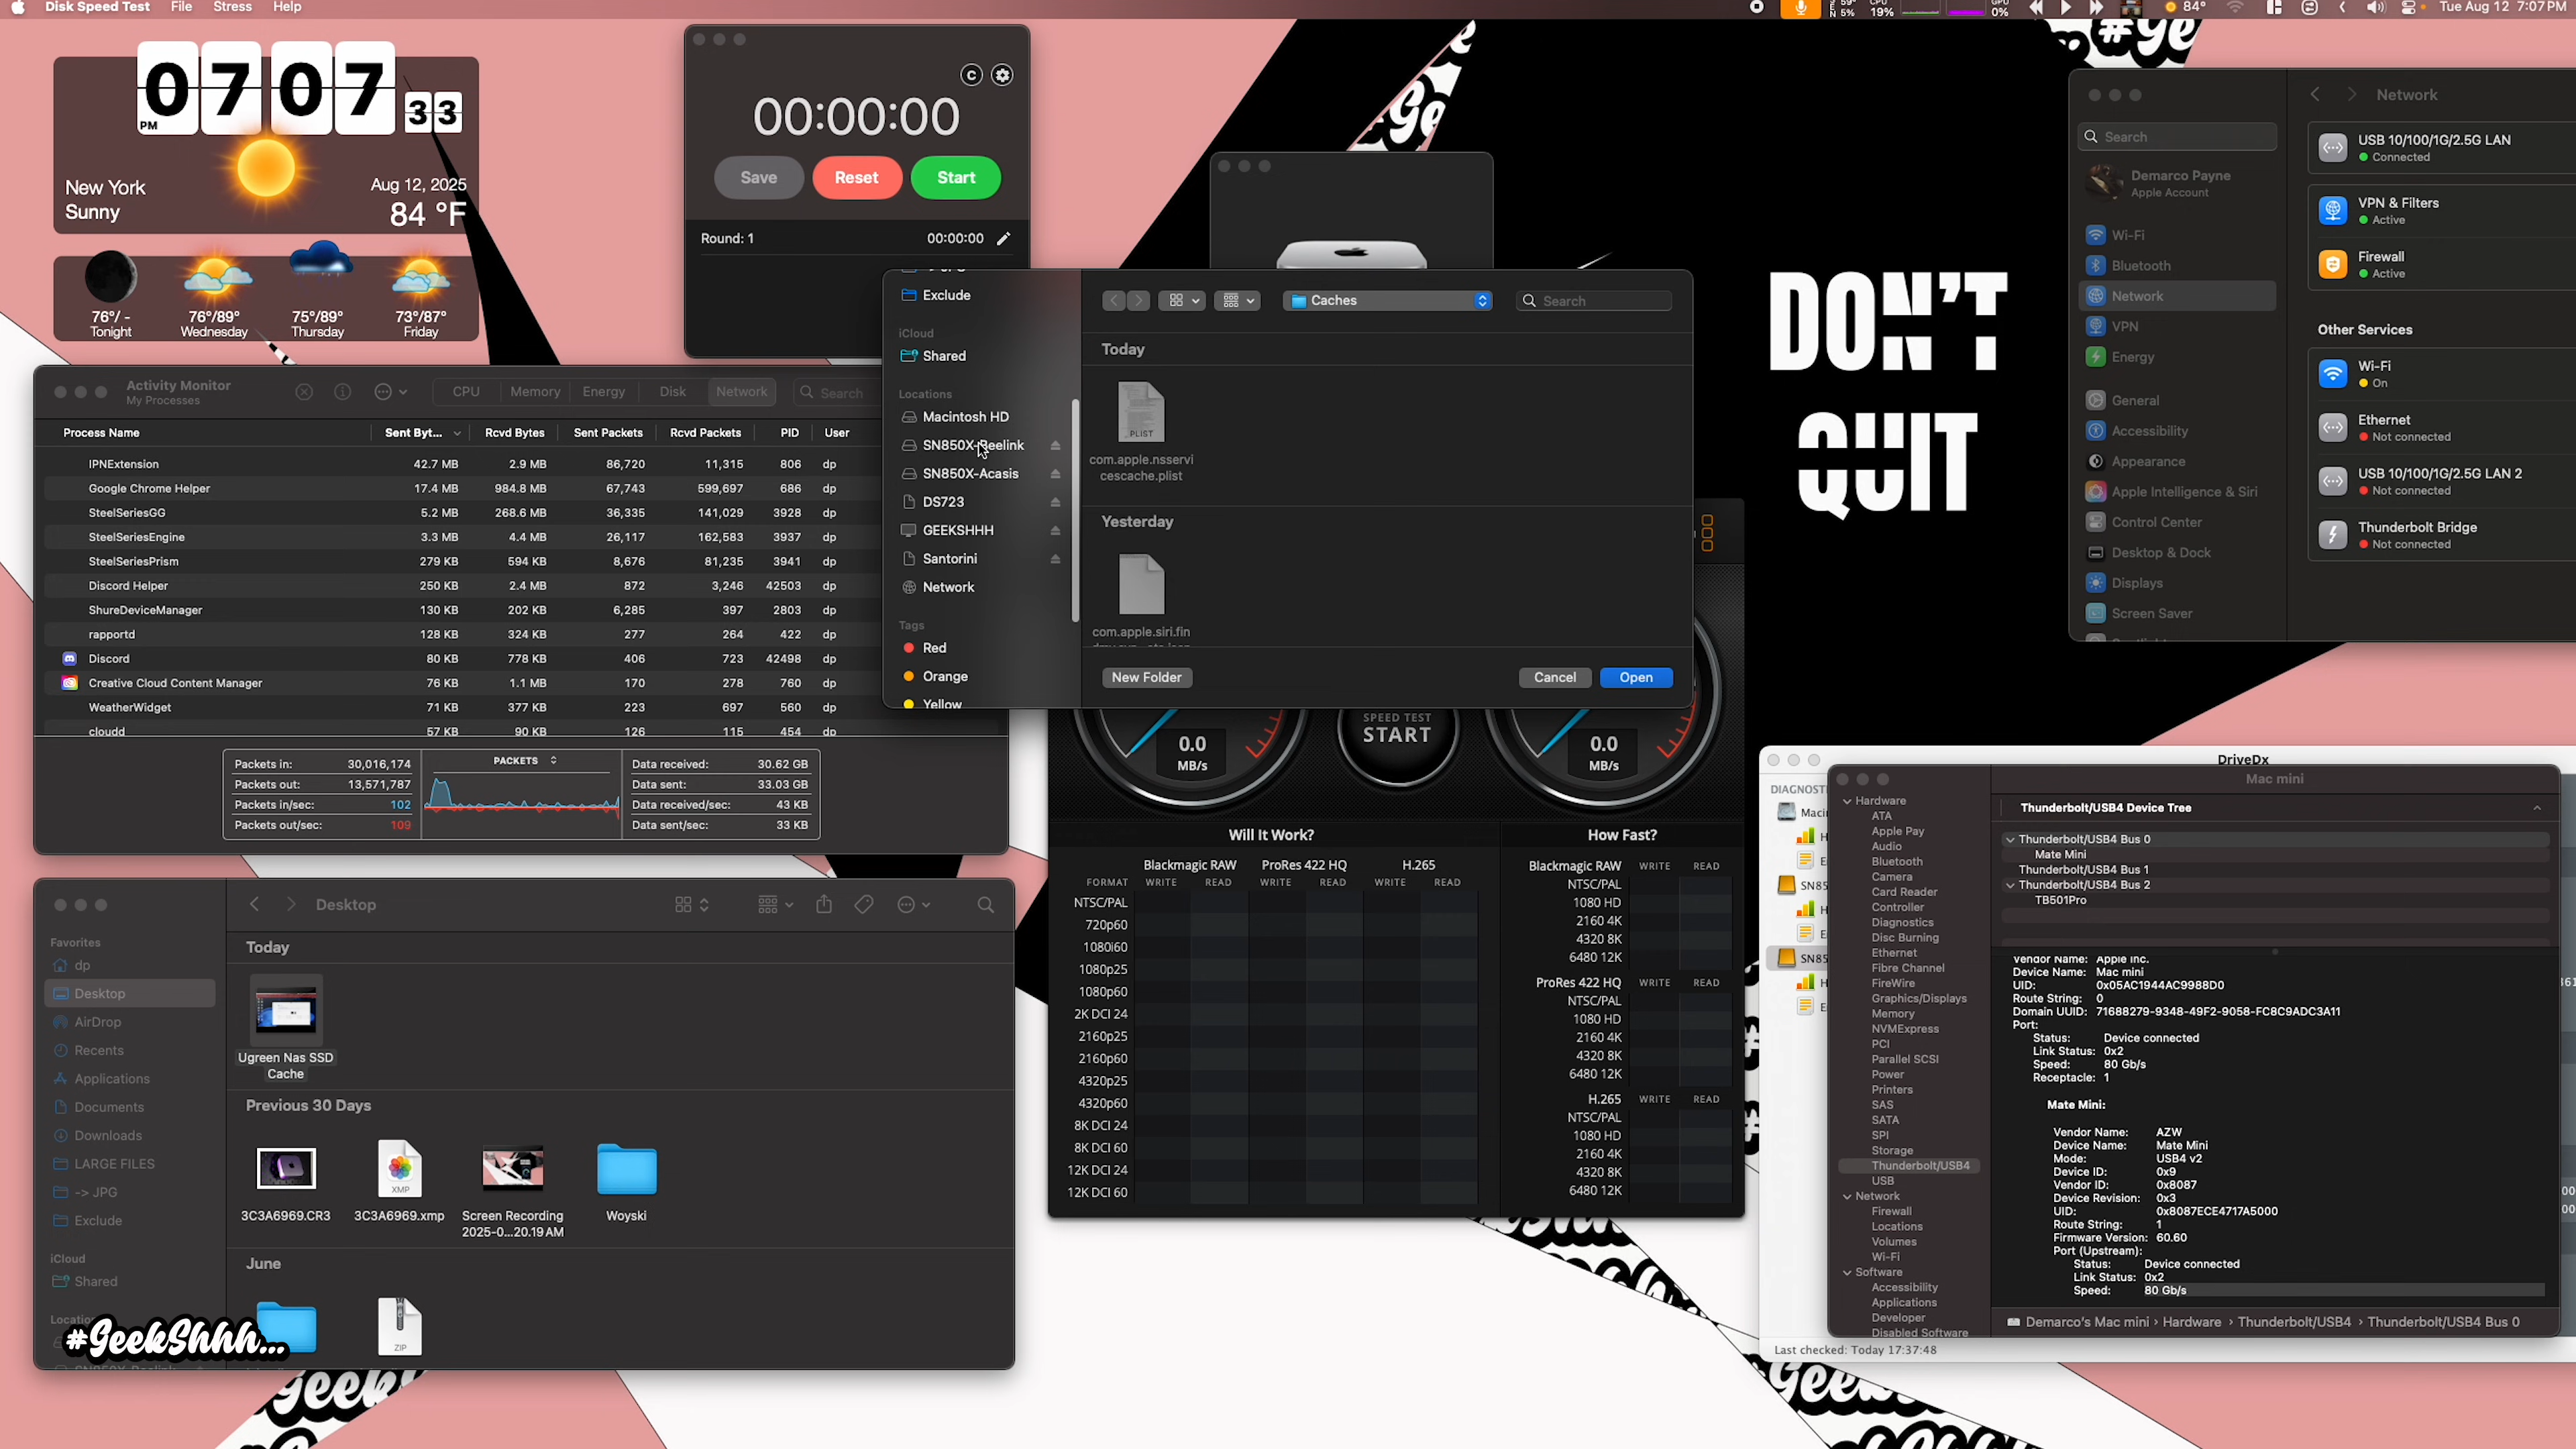 Disk Speed Test File Stress Help
59° 5% CPU 19% GPU 0% 84° Tue Aug 12 7:07 PM
07 07 33
PM
New York
Sunny
Aug 12, 2025
84 °F
76°/ - 76°/89° 75°/89° 73°/87°
Tonight Wednesday Thursday Friday
C
00:00:00
Save Reset Start
Round: 1 00:00:00
DON'T
QUIT
Network
Search
Demarco Payne
Apple Account
Wi-Fi
Bluetooth
Network
VPN
Energy
General
Accessibility
Appearance
Apple Intelligence & Siri
Control Center
Desktop & Dock
Displays
Screen Saver
USB 10/100/1G/2.5G LAN
Connected
VPN & Filters
Active
Firewall
Active
Other Services
Wi-Fi
On
Ethernet
Not connected
USB 10/100/1G/2.5G LAN 2
Not connected
Thunderbolt Bridge
Not connected
Exclude
iCloud
Shared
Locations
Macintosh HD
SN850X-Beelink
SN850X-Acasis
DS723
GEEKSHHH
Santorini
Network
Tags
Red
Orange
Yellow
Caches
Search
Today
PLIST
com.apple.nsservi
cescache.plist
Yesterday
com.apple.siri.fin
New Folder Cancel Open
Activity Monitor
My Processes
CPU Memory Energy Disk Network Search
Process Name Sent Byt... Rcvd Bytes Sent Packets Rcvd Packets PID User
IPNExtension 42.7 MB 2.9 MB 86,720 11,315 806 dp
Google Chrome Helper 17.4 MB 984.8 MB 67,743 599,697 686 dp
SteelSeriesGG 5.2 MB 268.6 MB 36,335 141,029 3928 dp
SteelSeriesEngine 3.3 MB 4.4 MB 26,117 162,583 3937 dp
SteelSeriesPrism 279 KB 594 KB 8,676 81,235 3941 dp
Discord Helper 250 KB 2.4 MB 872 3,246 42503 dp
ShureDeviceManager 130 KB 202 KB 6,285 397 2803 dp
rapportd 128 KB 324 KB 277 264 422 dp
Discord 80 KB 778 KB 406 723 42498 dp
Creative Cloud Content Manager 76 KB 1.1 MB 170 278 760 dp
WeatherWidget 71 KB 377 KB 223 697 560 dp
cloudd 57 KB 90 KB 126 115 454 dp
Packets in: 30,016,174
Packets out: 13,571,787
Packets in/sec: 102
Packets out/sec: 109
PACKETS
Data received: 30.62 GB
Data sent: 33.03 GB
Data received/sec: 43 KB
Data sent/sec: 33 KB
0.0
MB/s
SPEED TEST
START
0.0
MB/s
Will It Work? How Fast?
Blackmagic RAW ProRes 422 HQ H.265
FORMAT WRITE READ WRITE READ WRITE READ
NTSC/PAL
720p60
1080i60
1080p25
1080p60
2K DCI 24
2160p25
2160p60
4320p25
4320p60
8K DCI 24
8K DCI 60
12K DCI 24
12K DCI 60
Blackmagic RAW WRITE READ
NTSC/PAL
1080 HD
2160 4K
4320 8K
6480 12K
ProRes 422 HQ WRITE READ
NTSC/PAL
1080 HD
2160 4K
4320 8K
6480 12K
H.265 WRITE READ
NTSC/PAL
1080 HD
2160 4K
4320 8K
6480 12K
Desktop
Favorites
dp
Desktop
AirDrop
Recents
Applications
Documents
Downloads
LARGE FILES
-> JPG
Exclude
iCloud
Shared
Today
Ugreen Nas SSD
Cache
Previous 30 Days
XMP
3C3A6969.CR3 3C3A6969.xmp Screen Recording Woyski
2025-0...20.19 AM
June
ZIP
#GeekShhh...
DriveDx
DIAGNOST
Macin
SN85
SN85
Last checked: Today 17:37:48
Mac mini
Hardware
ATA
Apple Pay
Audio
Bluetooth
Camera
Card Reader
Controller
Diagnostics
Disc Burning
Ethernet
Fibre Channel
FireWire
Graphics/Displays
Memory
NVMExpress
PCI
Parallel SCSI
Power
Printers
SAS
SATA
SPI
Storage
Thunderbolt/USB4
USB
Network
Firewall
Locations
Volumes
Wi-Fi
Software
Accessibility
Applications
Developer
Disabled Software
Thunderbolt/USB4 Device Tree
Thunderbolt/USB4 Bus 0
Mate Mini
Thunderbolt/USB4 Bus 1
Thunderbolt/USB4 Bus 2
TB501Pro
Vendor Name: Apple Inc.
Device Name: Mac mini
UID: 0x05AC1944AC9988D0
Route String: 0
Domain UUID: 71688279-9348-49F2-9058-FC8C9ADC3A11
Port:
Status: Device connected
Link Status: 0x2
Speed: 80 Gb/s
Receptacle: 1
Mate Mini:
Vendor Name: AZW
Device Name: Mate Mini
Mode: USB4 v2
Device ID: 0x9
Vendor ID: 0x8087
Device Revision: 0x3
UID: 0x8087ECE4717A5000
Route String: 1
Firmware Version: 60.60
Port (Upstream):
Status: Device connected
Link Status: 0x2
Speed: 80 Gb/s
Demarco's Mac mini › Hardware › Thunderbolt/USB4 › Thunderbolt/USB4 Bus 0